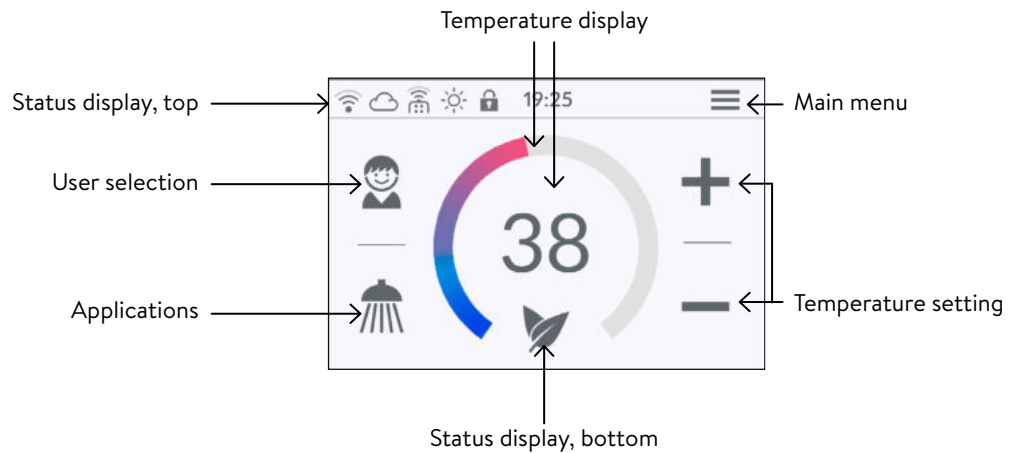 Temperature display
Status display, top
19:25
Main menu
User selection
38
Applications
Temperature setting
Status display, bottom